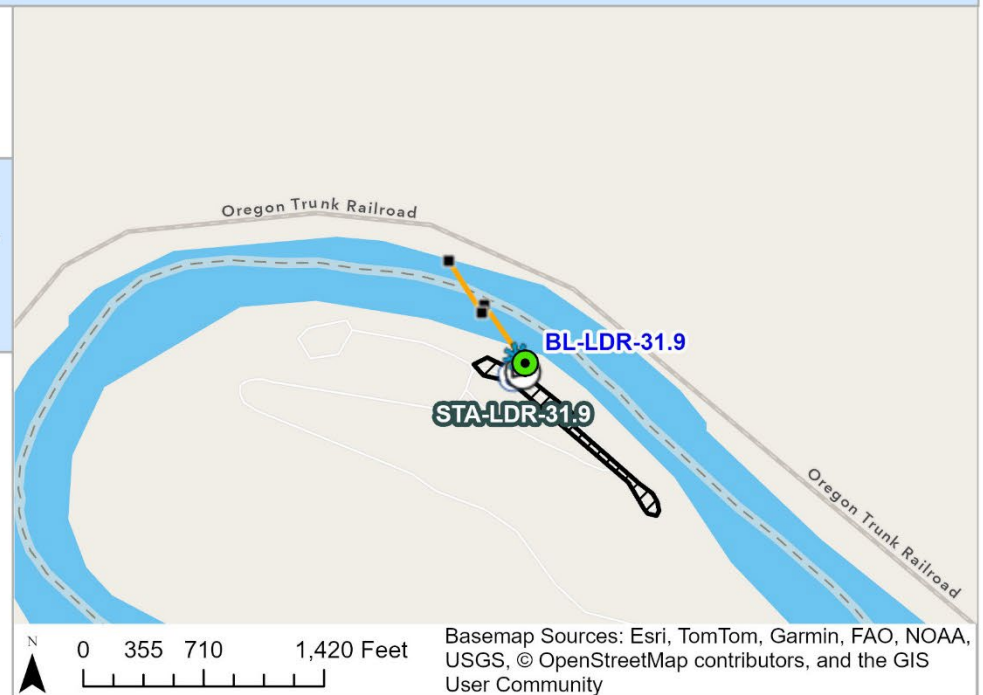 Oregon Trunk Railroad
BL-LDR-31.9
STA-LDR-31.9
Oregon Trunk Railroad
N
0 355 710 1,420 Feet
Basemap Sources: Esri, TomTom, Garmin, FAO, NOAA,
USGS, © OpenStreetMap contributors, and the GIS
User Community